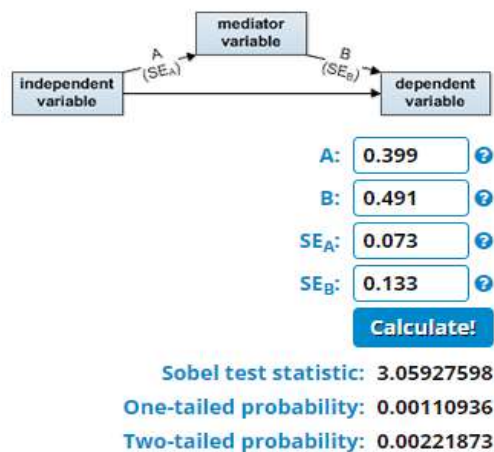 mediator
variable
A
(SEA)
B
(SEB)
independent
variable
dependent
variable
A: 0.399 ?
B: 0.491 ?
SEA: 0.073 ?
SEB: 0.133 ?
Calculate!
Sobel test statistic: 3.05927598
One-tailed probability: 0.00110936
Two-tailed probability: 0.00221873